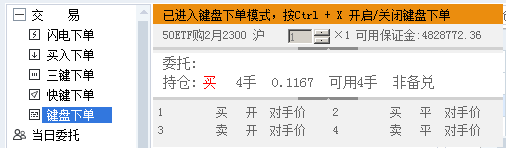 交 易
闪电下单
买入下单
三键下单
快键下单
键盘下单
当日委托
已进入键盘下单模式，按Ctrl + X 开启/关闭键盘下单
50ETF购2月2300 沪 1 ×1 可用保证金:4828772.36
委托:
持仓: 买 4手 0.1167 可用4手 非备兑
1 买 开 对手价 2 买 平 对手价
3 卖 开 对手价 4 卖 平 对手价